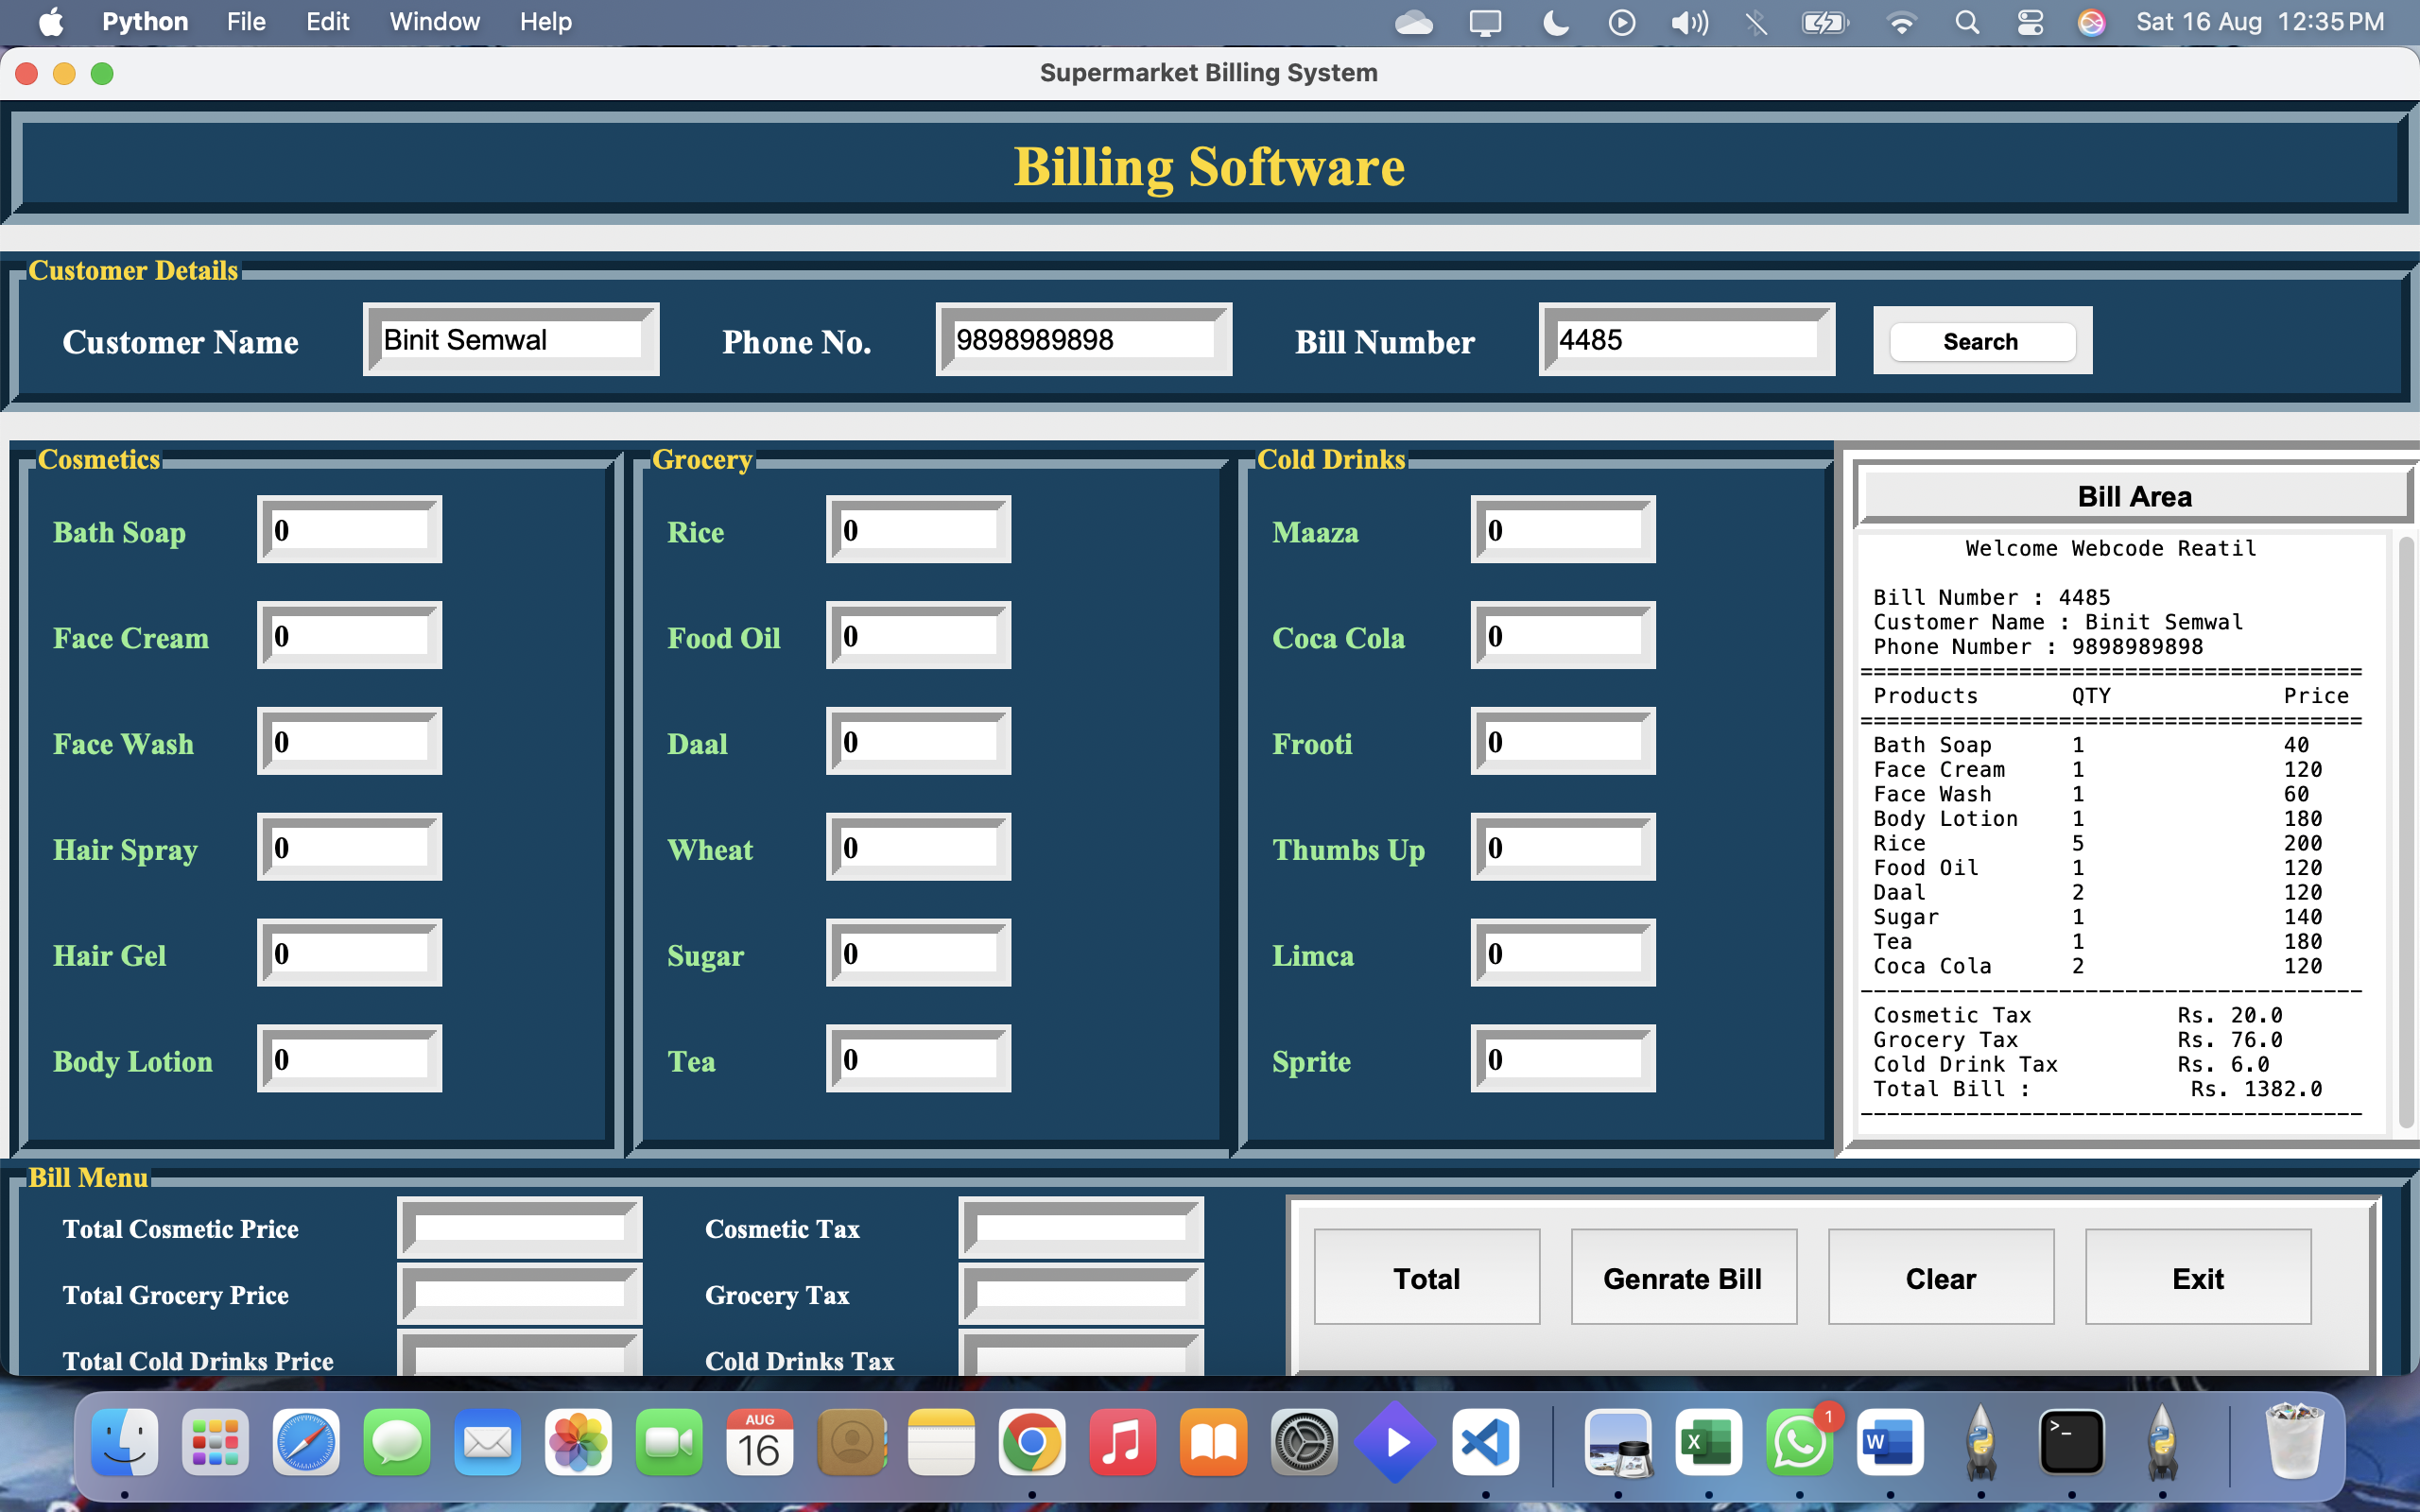 Python File Edit Window Help Sat 16 Aug 12:35 PM
Supermarket Billing System
Billing Software
Customer Details
Customer Name Binit Semwal Phone No. 9898989898 Bill Number 4485 Search
Cosmetics
Bath Soap 0
Face Cream 0
Face Wash 0
Hair Spray 0
Hair Gel 0
Body Lotion 0
Grocery
Rice 0
Food Oil 0
Daal 0
Wheat 0
Sugar 0
Tea 0
Cold Drinks
Maaza 0
Coca Cola 0
Frooti 0
Thumbs Up 0
Limca 0
Sprite 0
Bill Area
Welcome Webcode Reatil
Bill Number : 4485
Customer Name : Binit Semwal
Phone Number : 9898989898
======================================
Products QTY Price
======================================
Bath Soap 1 40
Face Cream 1 120
Face Wash 1 60
Body Lotion 1 180
Rice 5 200
Food Oil 1 120
Daal 2 120
Sugar 1 140
Tea 1 180
Coca Cola 2 120
--------------------------------------
Cosmetic Tax Rs. 20.0
Grocery Tax Rs. 76.0
Cold Drink Tax Rs. 6.0
Total Bill : Rs. 1382.0
--------------------------------------
Bill Menu
Total Cosmetic Price Cosmetic Tax
Total Grocery Price Grocery Tax
Total Cold Drinks Price Cold Drinks Tax
Total Genrate Bill Clear Exit
AUG
16
X
1
W
>_